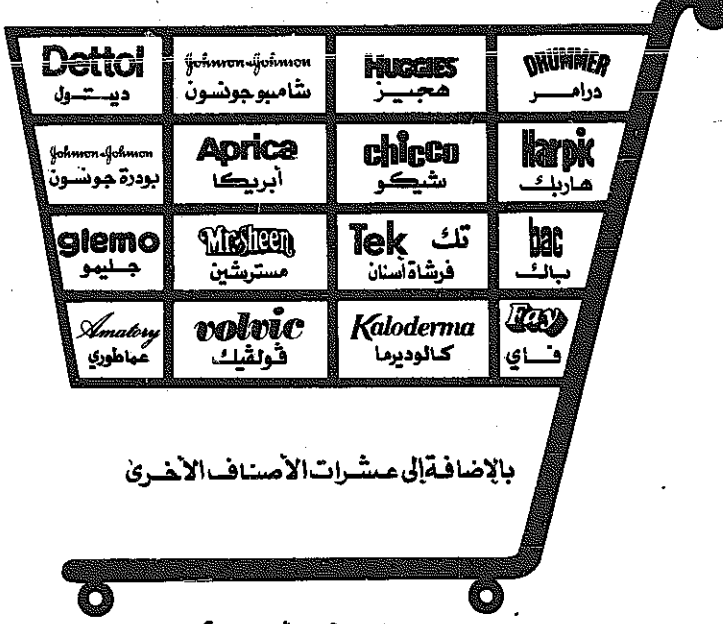 DRUMMER
درامر
HUGGIES
هجيز
Johnson & Johnson
شامبو جونسون
Dettol
ديتول
Harpic
هاربك
chicco
شيكو
Aprica
أبريكا
Johnson & Johnson
بودرة جونسون
bac
باك
Tek تك
فرشاة أسنان
Mr. Sheen
مسترشين
glemo
جليمو
Fay
فاي
Kaloderma
كالوديرما
volvic
ڤولڤيك
Amatory
عماطوري
بالإضافة إلى عشرات الأصناف الأخرى